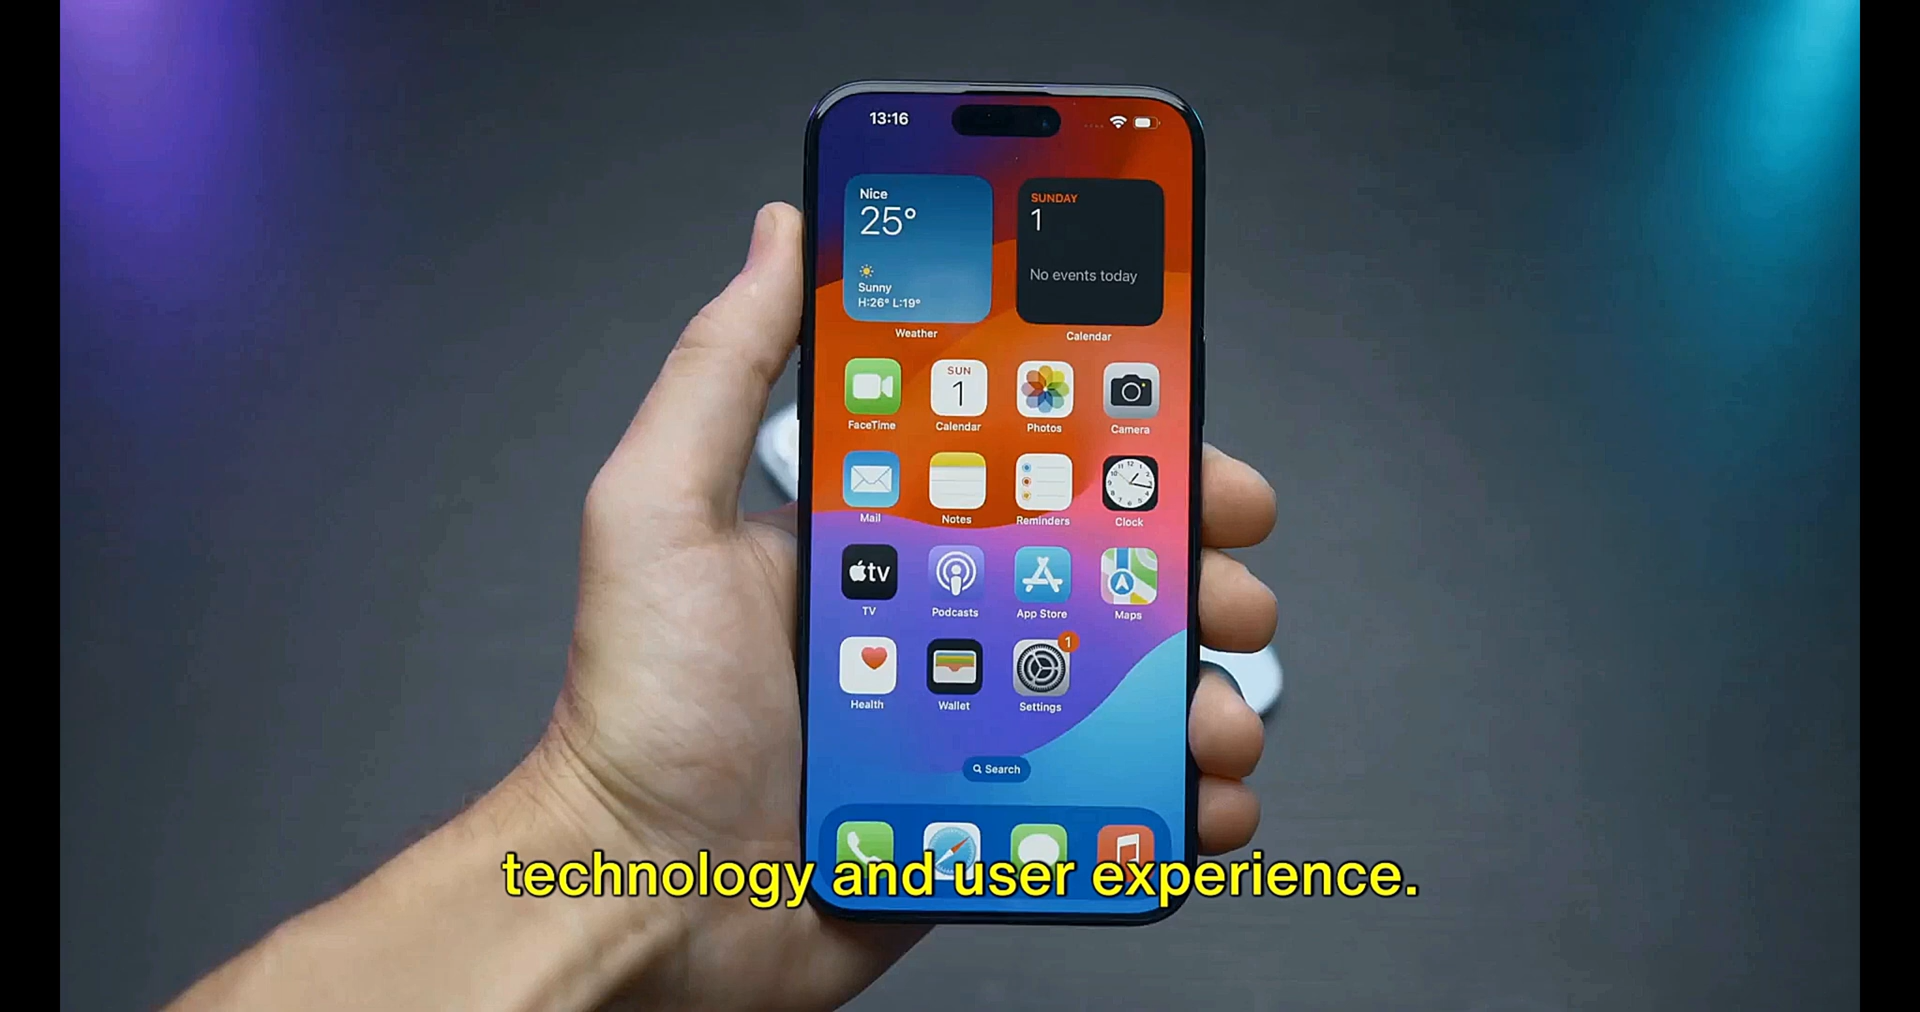 13:16
Nice
25°
Sunny
H:26° L:19°
Weather
SUNDAY
1
No events today
Calendar
FaceTime
SUN
1
Calendar
Photos
Camera
Mail
Notes
Reminders
Clock
tv
TV
Podcasts
App Store
Maps
Health
Wallet
1
Settings
Search
technology and user experience.